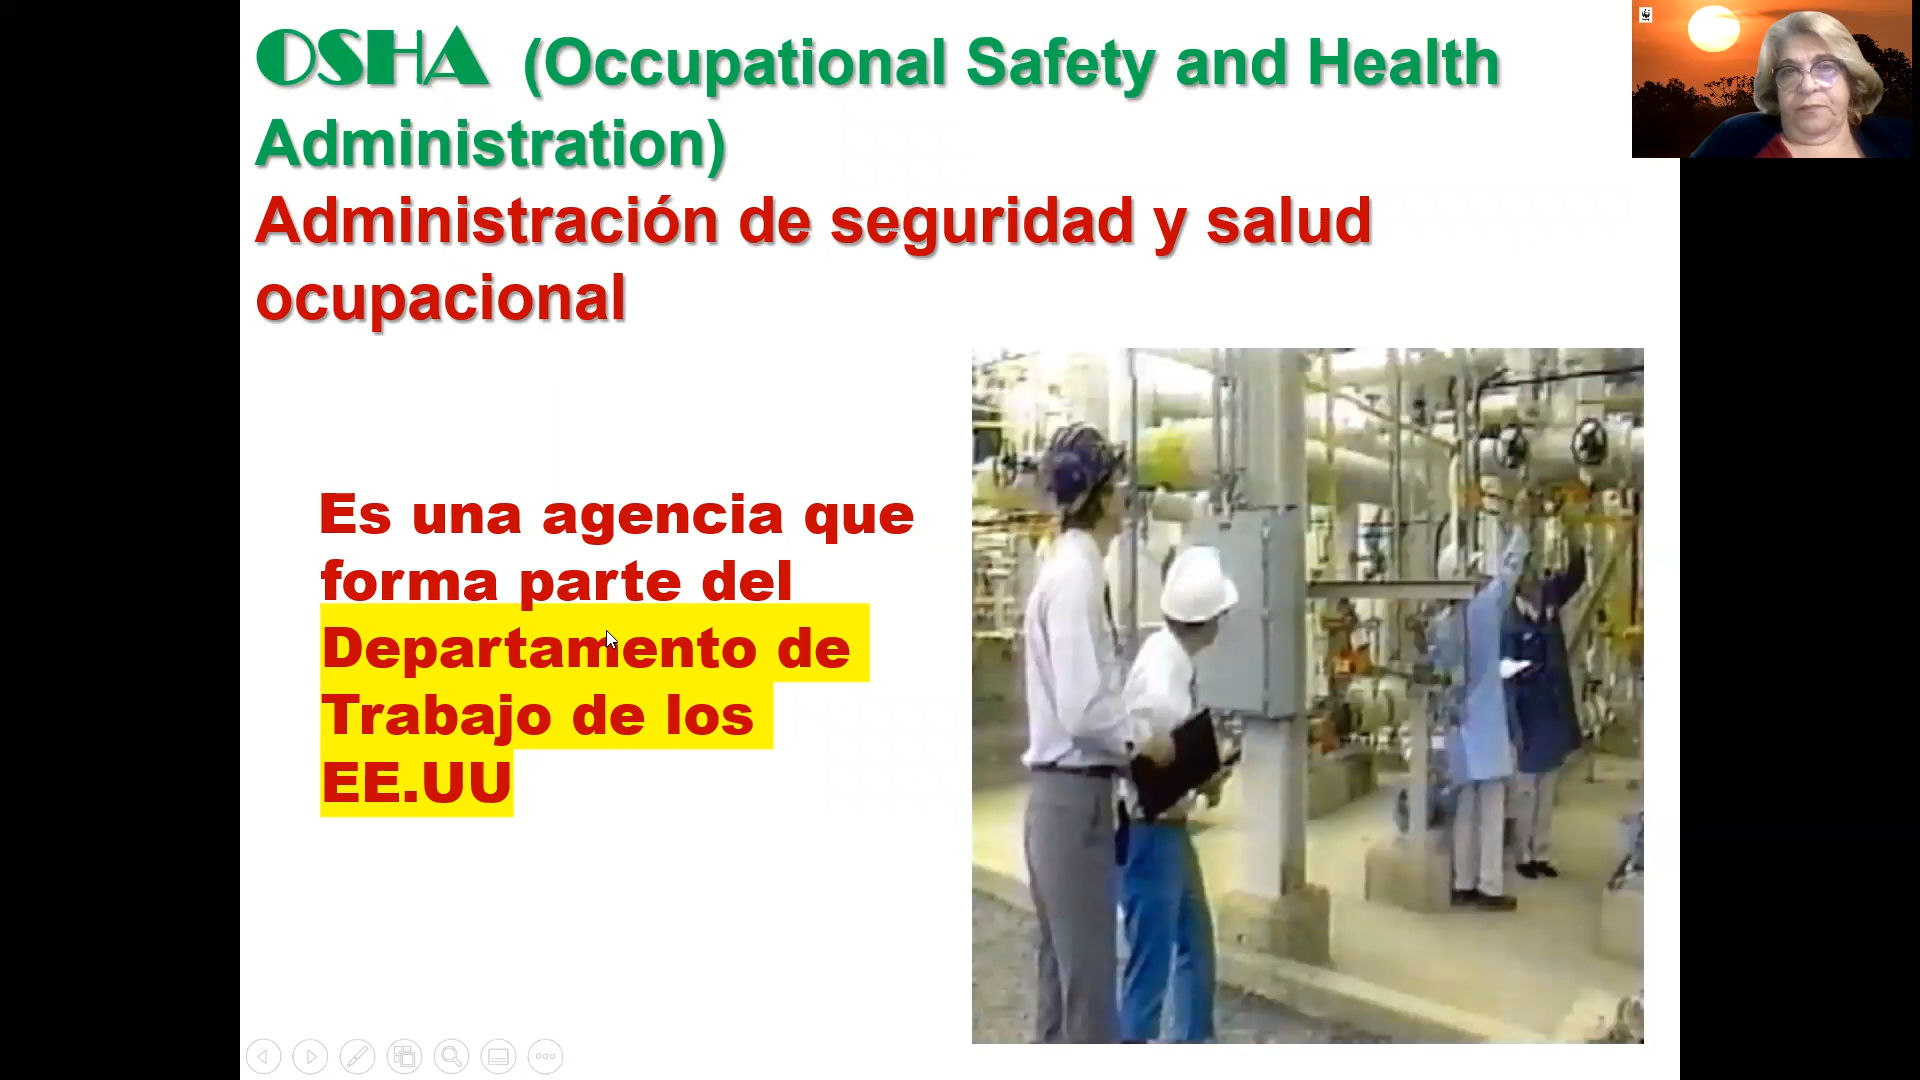 OSHA (Occupational Safety and Health
Administration)
Administración de seguridad y salud
ocupacional
Es una agencia que
forma parte del
Departamento de
Trabajo de los
EE.UU